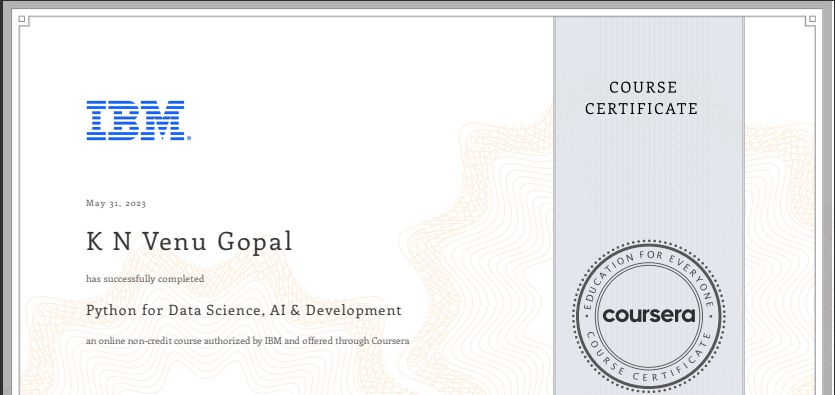 IBM
COURSE
CERTIFICATE
May 31, 2023
K N Venu Gopal
has successfully completed
Python for Data Science, AI & Development
an online non-credit course authorized by IBM and offered through Coursera
EDUCATION FOR EVERYONE
coursera
COURSE CERTIFICATE